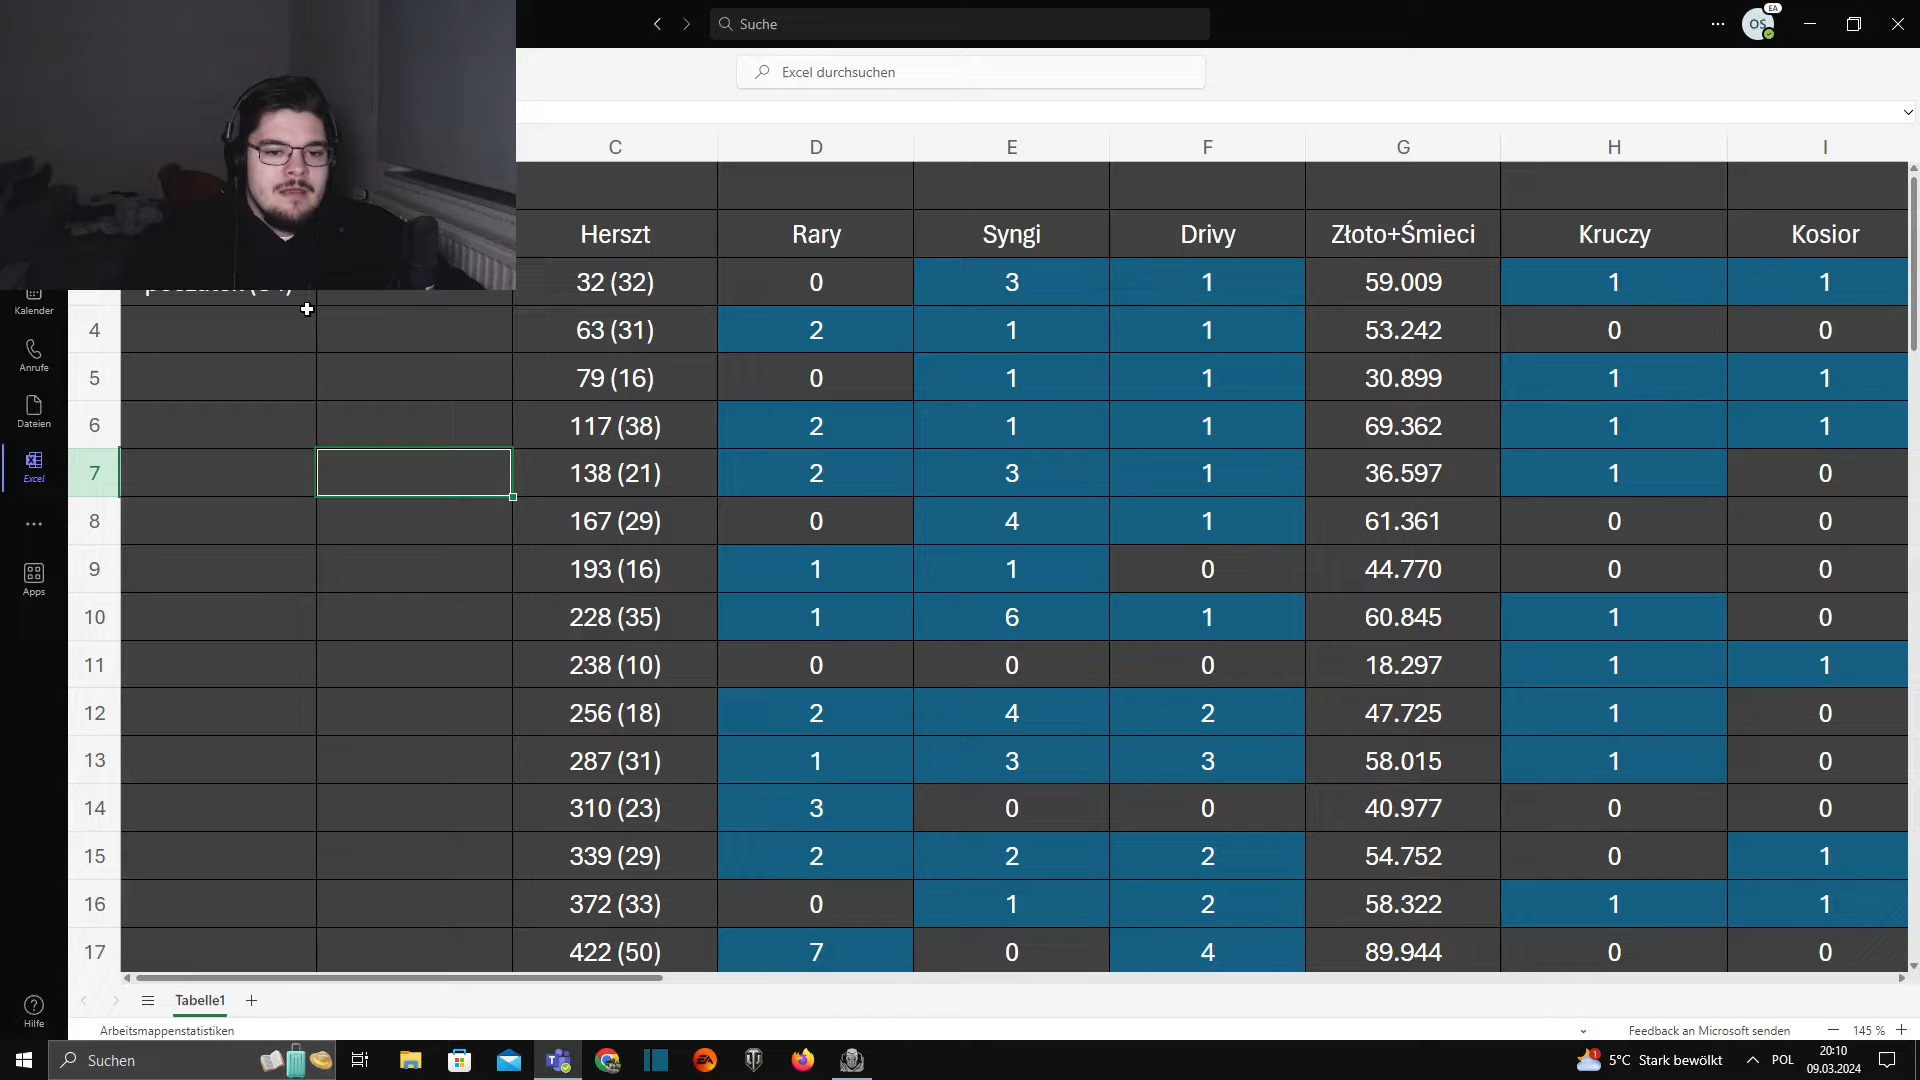 Suche
EA
OS
Excel durchsuchen
C D E F G H I
Herszt Rary Syngi Drivy Złoto+Śmieci Kruczy Kosior
32 (32) 0 3 1 59.009 1 1
4 63 (31) 2 1 1 53.242 0 0
5 79 (16) 0 1 1 30.899 1 1
6 117 (38) 2 1 1 69.362 1 1
7 138 (21) 2 3 1 36.597 1 0
8 167 (29) 0 4 1 61.361 0 0
9 193 (16) 1 1 0 44.770 0 0
10 228 (35) 1 6 1 60.845 1 0
11 238 (10) 0 0 0 18.297 1 1
12 256 (18) 2 4 2 47.725 1 0
13 287 (31) 1 3 3 58.015 1 0
14 310 (23) 3 0 0 40.977 0 0
15 339 (29) 2 2 2 54.752 0 1
16 372 (33) 0 1 2 58.322 1 1
17 422 (50) 7 0 4 89.944 0 0
Kalender
Anrufe
Dateien
Excel
Apps
Hilfe
Tabelle1
Arbeitsmappenstatistiken
Feedback an Microsoft senden
145 %
Suchen
5°C Stark bewölkt
POL
20:10
09.03.2024